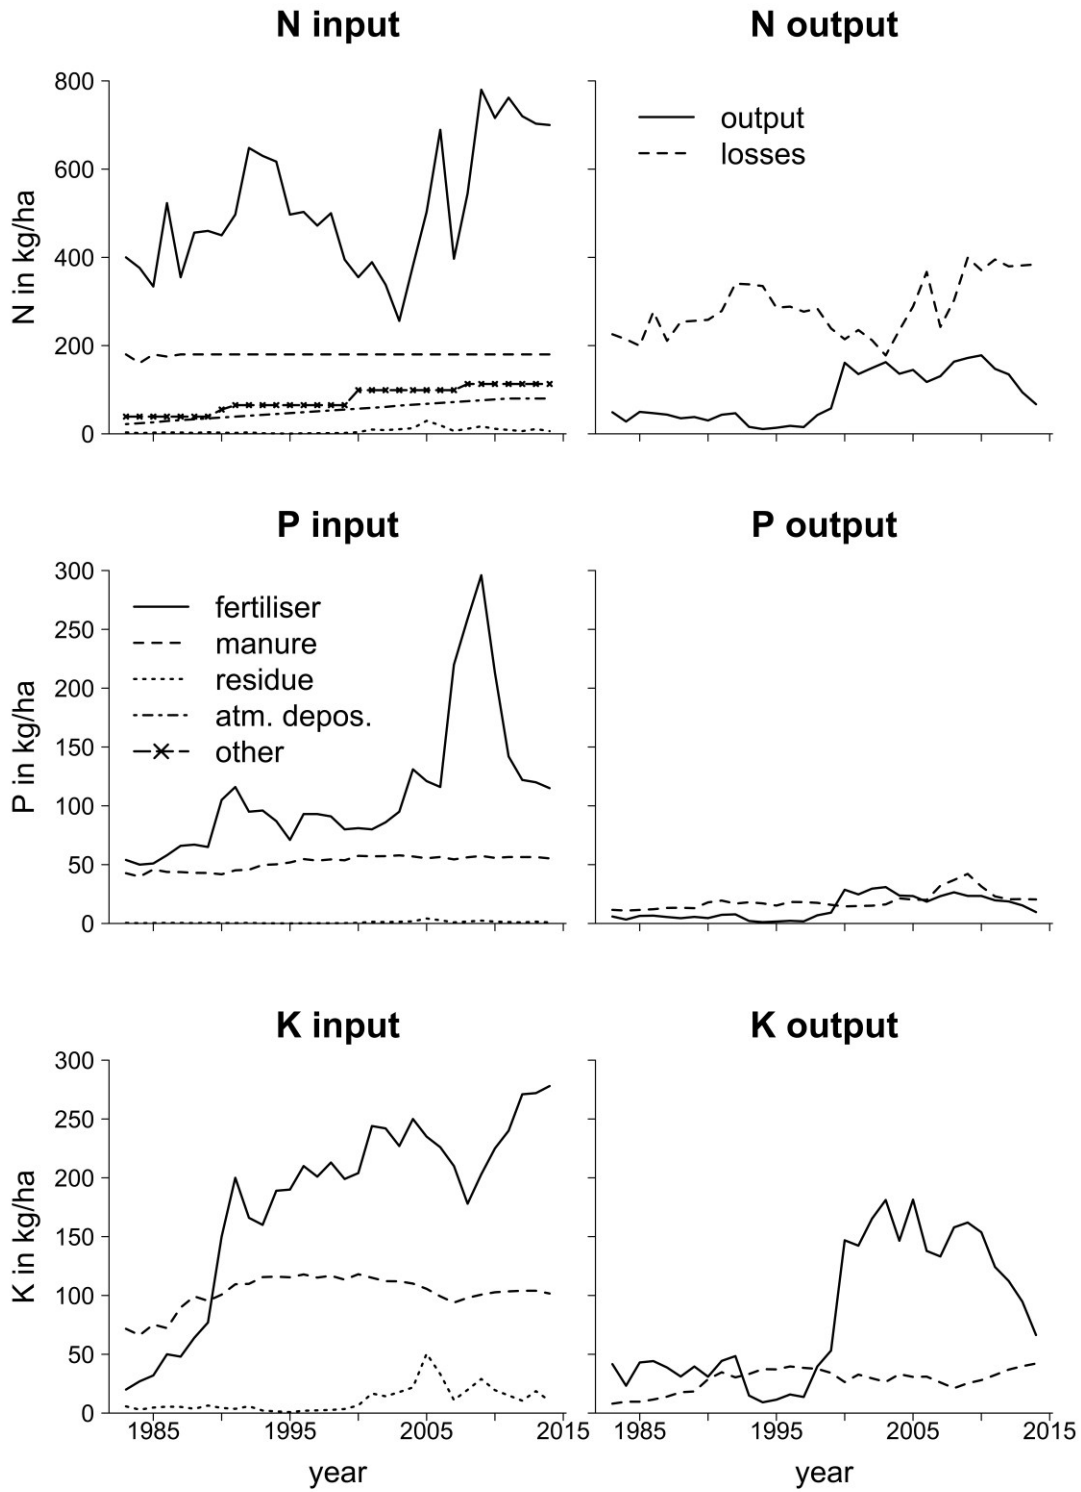 N input
N output
800
600
400
200
0
N in kg/ha
output
losses
P input
P output
300
250
200
150
100
50
0
P in kg/ha
fertiliser
manure
residue
atm. depos.
other
K input
K output
300
250
200
150
100
50
0
K in kg/ha
1985
1995
2005
2015
1985
1995
2005
2015
year
year